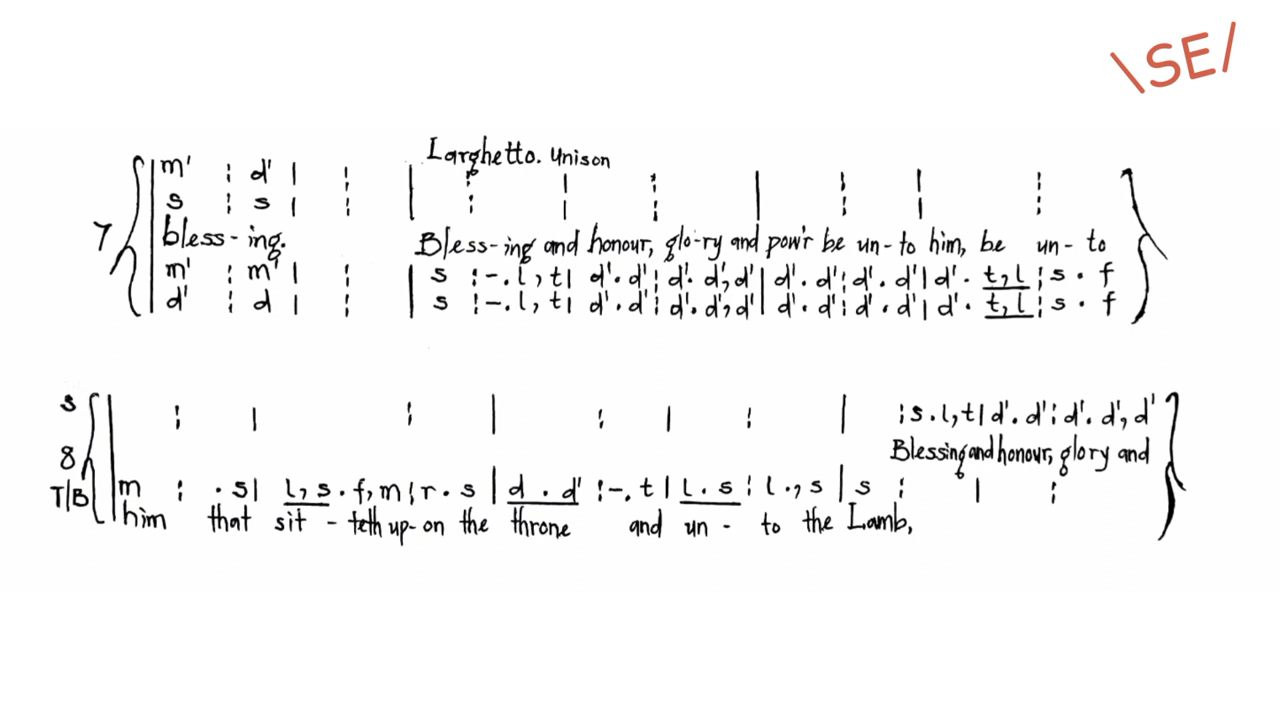 \SE/
Larghetto. Unison
m' : d' | : | : | : | : | :
s : s | : | : | : | : | :
7 bless- ing. Bless-ing and honour, glo-ry and pow'r be un-to him, be un-to
m' : m' | : | s :-.l,t| d'.d':d'.d',d'| d'.d':d'.d'|d'.t,l:s.f
d' : d | : | s :-.l,t| d'.d':d'.d',d'| d'.d':d'.d'|d'.t,l:s.f
S | : | : | : | : | :s.l,t|d'.d':d'.d',d'
8 Blessing and honour, glory and
T/B m : .s| l,s.f,m:r.s |d.d' :-.t|l.s:l.,s|s : | :
him that sit - teth up-on the throne and un - to the Lamb,